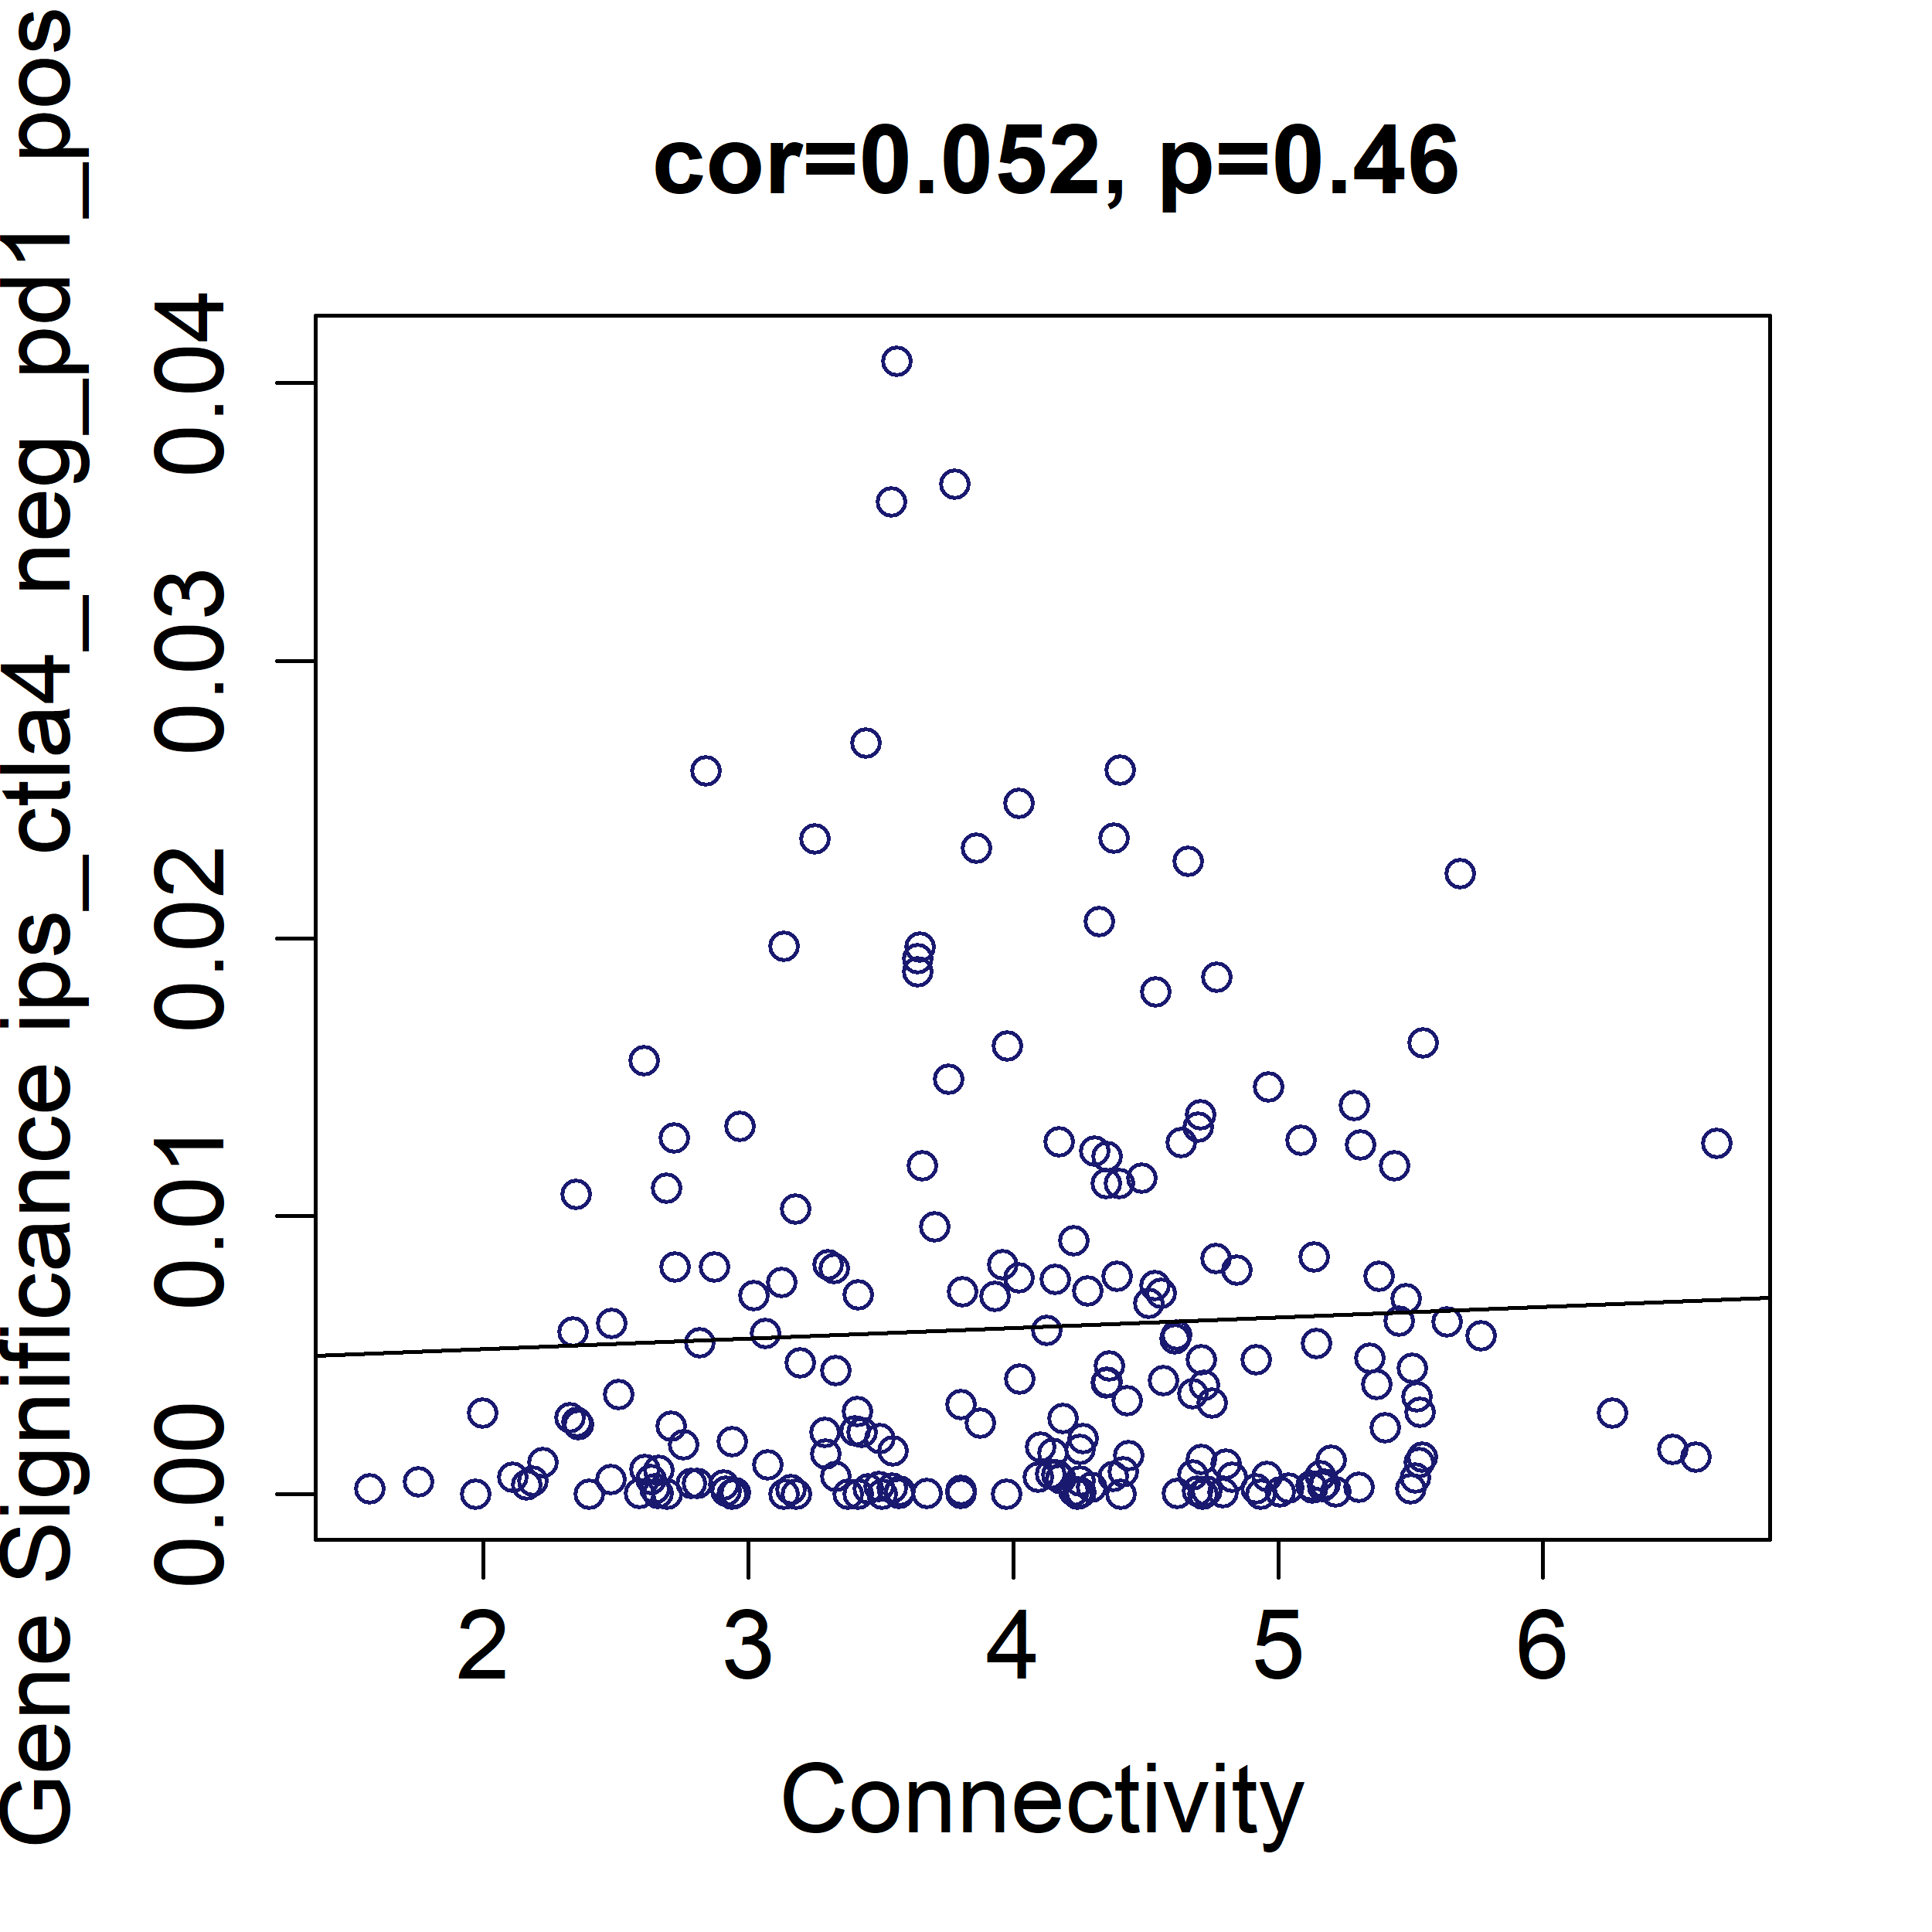 cor=0.052, p=0.46
Gene Significance ips_ctla4_neg_pd1_pos
0.04
0.03
0.02
0.01
0.00
2 3 4 5 6
Connectivity